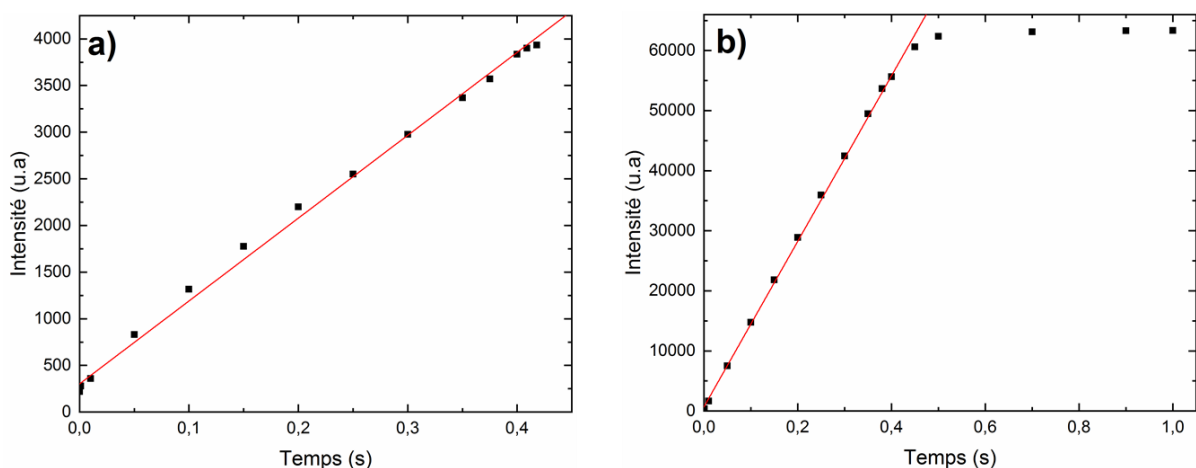 a)
Intensité (u.a)
4000
3500
3000
2500
2000
1500
1000
500
0
0,0 0,1 0,2 0,3 0,4
Temps (s)
b)
Intensité (u.a)
60000
50000
40000
30000
20000
10000
0
0,0 0,2 0,4 0,6 0,8 1,0
Temps (s)